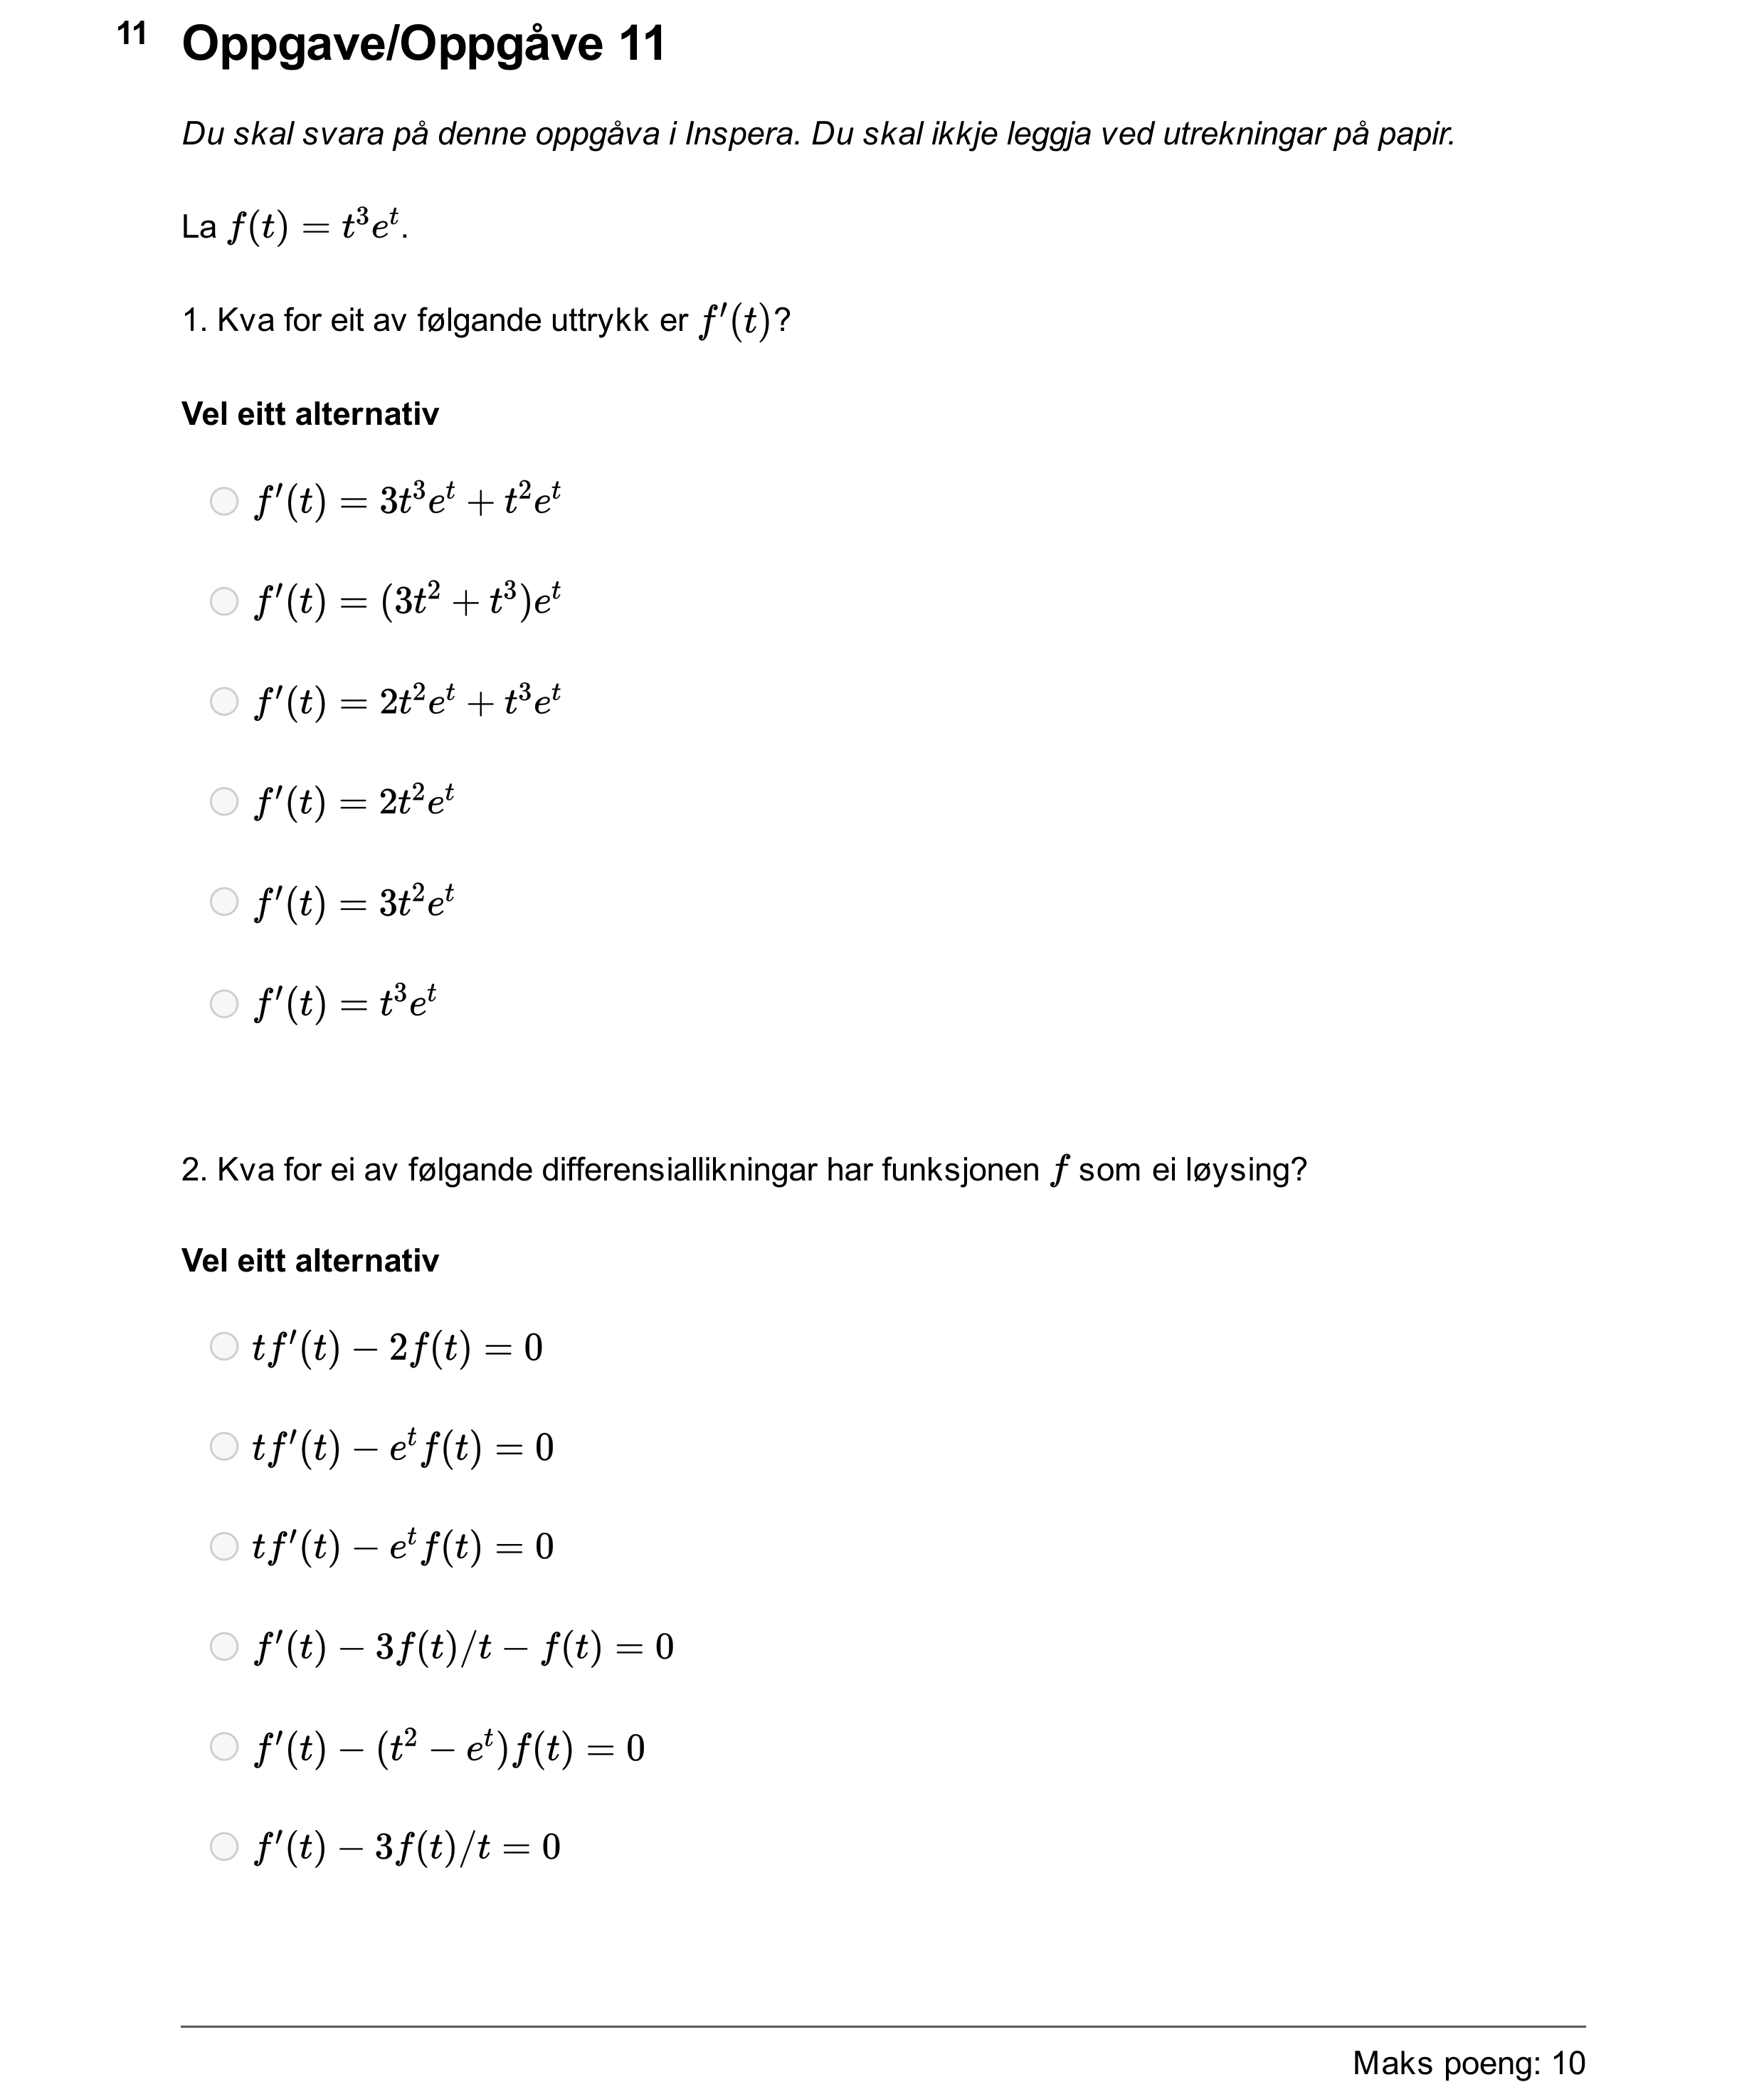 11 Oppgave/Oppgåve 11
Du skal svara på denne oppgåva i Inspera. Du skal ikkje leggja ved utrekningar på papir.
La $f(t) = t^3e^t$.
1. Kva for eit av følgande uttrykk er $f'(t)$?
Vel eitt alternativ
$f'(t) = 3t^3e^t + t^2e^t$
$f'(t) = (3t^2 + t^3)e^t$
$f'(t) = 2t^2e^t + t^3e^t$
$f'(t) = 2t^2e^t$
$f'(t) = 3t^2e^t$
$f'(t) = t^3e^t$
2. Kva for ei av følgande differensiallikningar har funksjonen $f$ som ei løysing?
Vel eitt alternativ
$tf'(t) - 2f(t) = 0$
$tf'(t) - e^tf(t) = 0$
$tf'(t) - e^tf(t) = 0$
$f'(t) - 3f(t)/t - f(t) = 0$
$f'(t) - (t^2 - e^t)f(t) = 0$
$f'(t) - 3f(t)/t = 0$
Maks poeng: 10